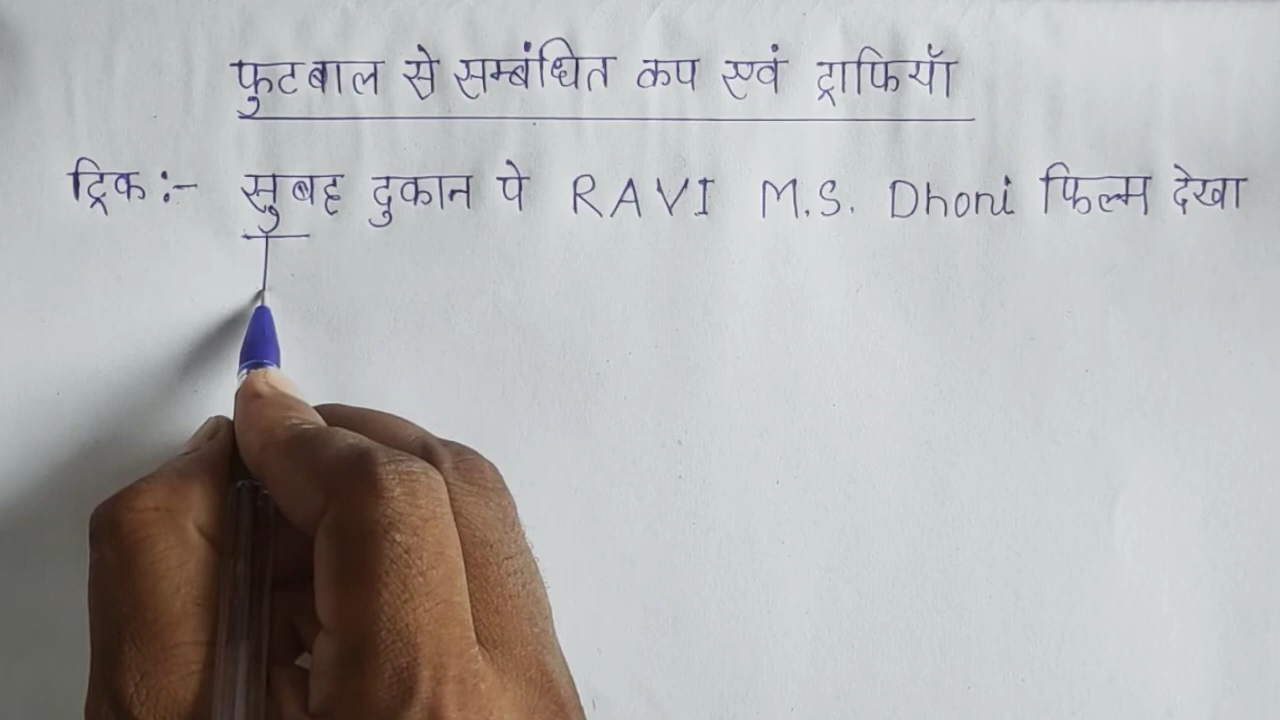 फुटबाल से सम्बंधित कप एवं ट्राफियाँ
ट्रिक :- सुबह दुकान पे RAVI M.S. Dhoni फिल्म देखा